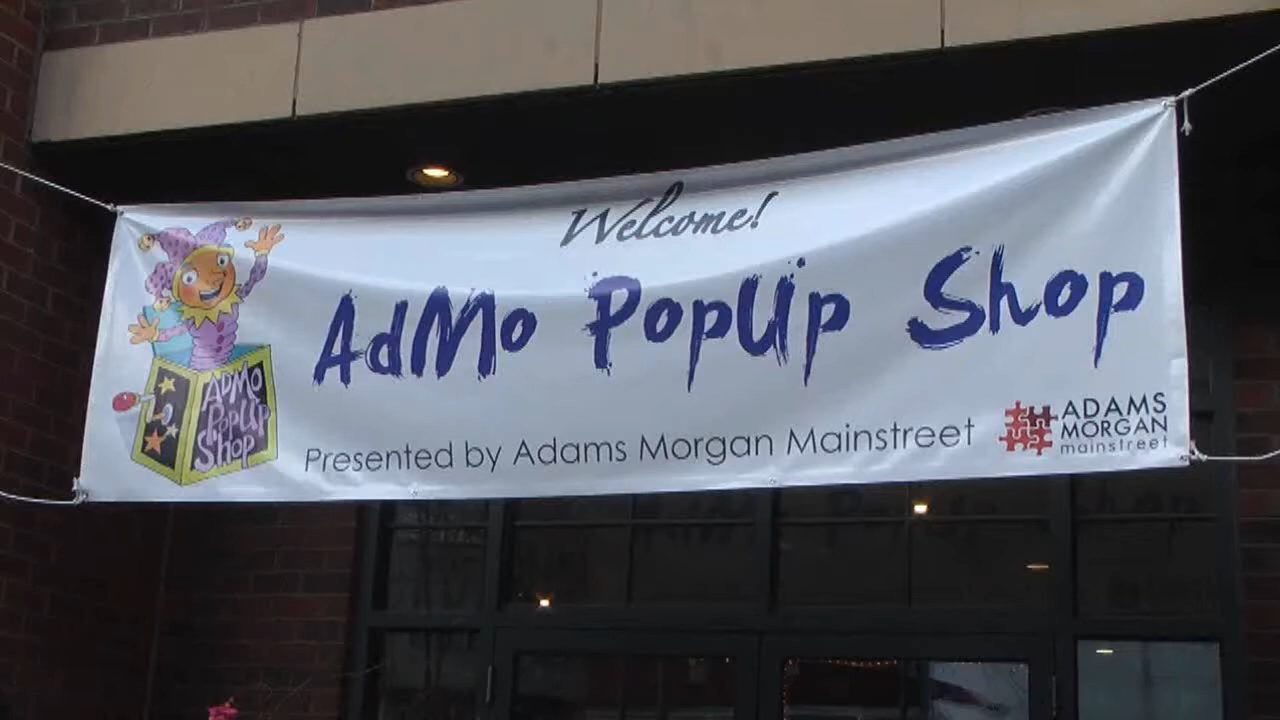 Welcome!
AdMo PopUp Shop
Presented by Adams Morgan Mainstreet
ADMo
PopUp
Shop
ADAMS
MORGAN
mainstreet